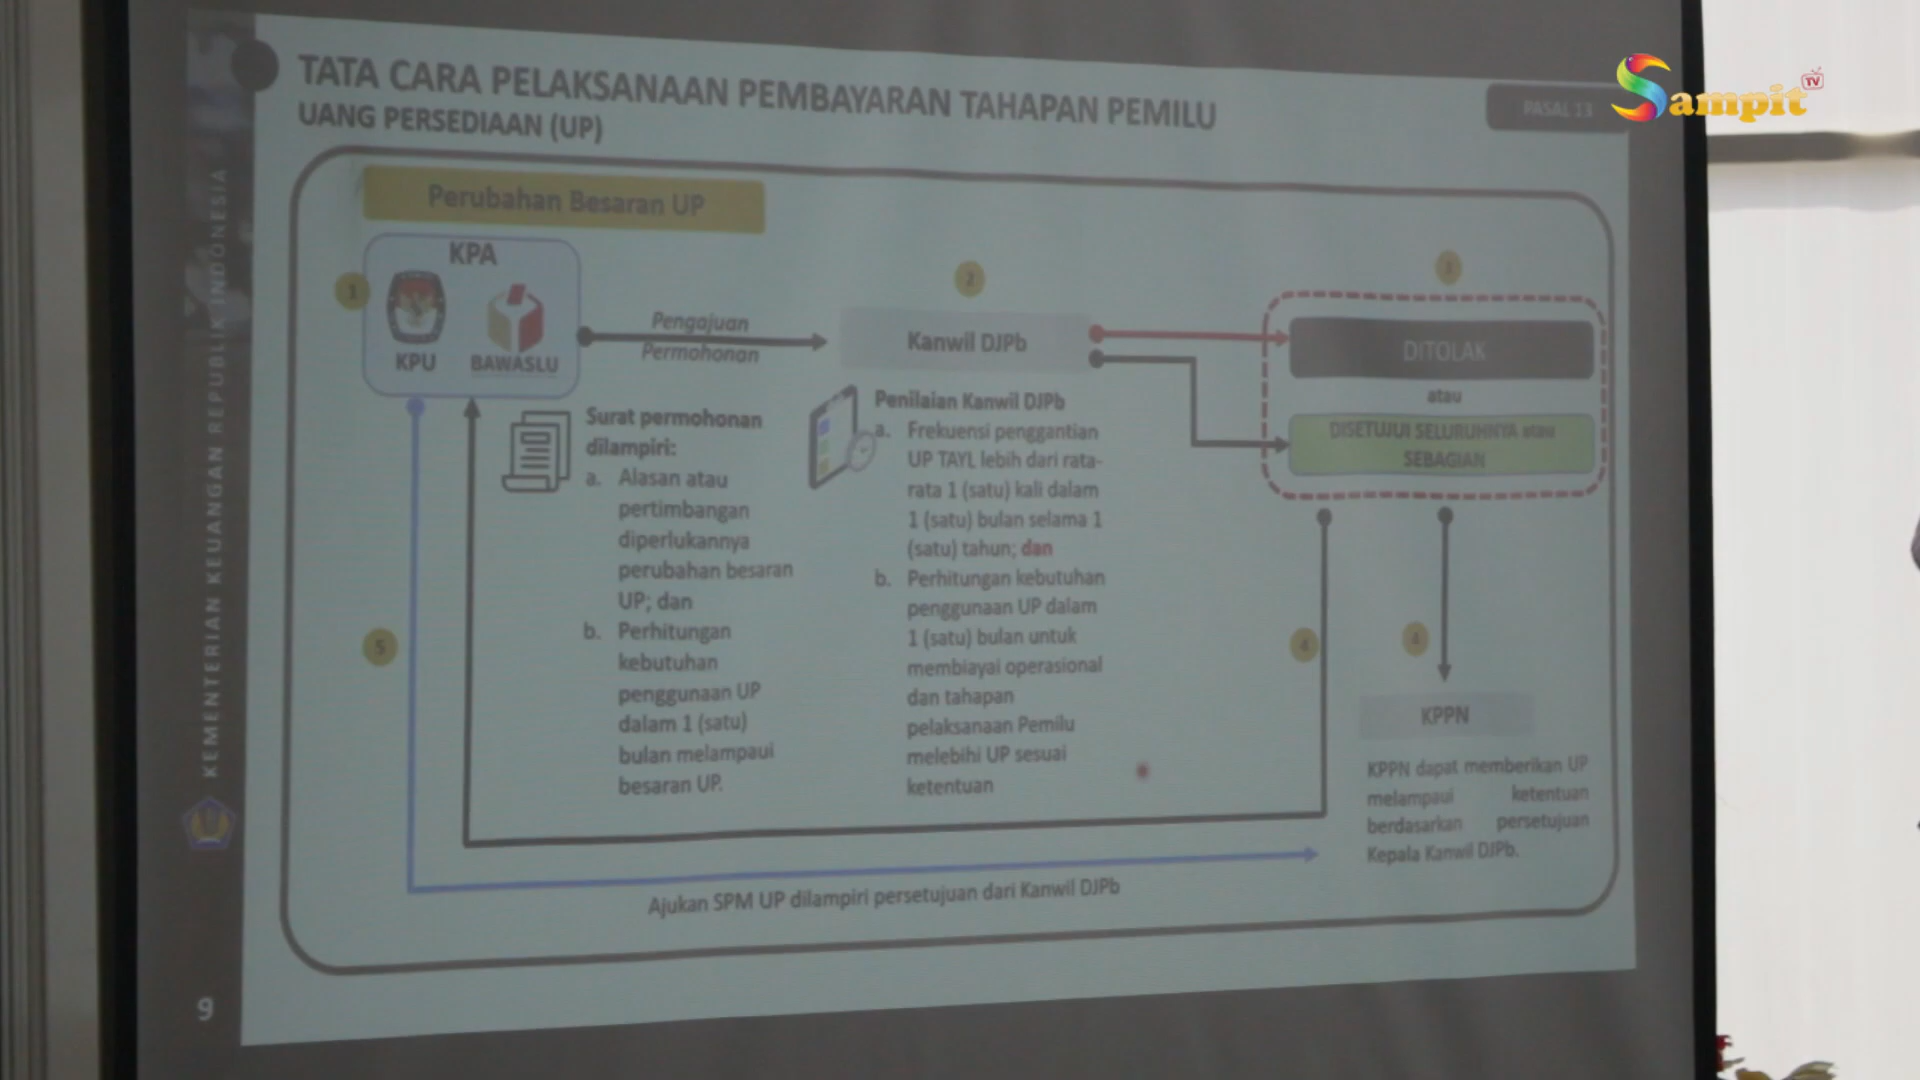 TATA CARA PELAKSANAAN PEMBAYARAN TAHAPAN PEMILU
UANG PERSEDIAAN (UP)
PASAL 13
Sampit TV
KEMENTERIAN KEUANGAN REPUBLIK INDONESIA
Perubahan Besaran UP
1
KPA
KPU
BAWASLU
Pengajuan
Permohonan
2
Kanwil DJPb
3
DITOLAK
atau
DISETUJUI SELURUHNYA atau
SEBAGIAN
Surat permohonan
dilampiri:
a. Alasan atau
pertimbangan
diperlukannya
perubahan besaran
UP; dan
b. Perhitungan
kebutuhan
penggunaan UP
dalam 1 (satu)
bulan melampaui
besaran UP.
Penilaian Kanwil DJPb
a. Frekuensi penggantian
UP TAYL lebih dari rata-
rata 1 (satu) kali dalam
1 (satu) bulan selama 1
(satu) tahun; dan
b. Perhitungan kebutuhan
penggunaan UP dalam
1 (satu) bulan untuk
membiayai operasional
dan tahapan
pelaksanaan Pemilu
melebihi UP sesuai
ketentuan
4
4
KPPN
KPPN dapat memberikan UP
melampaui ketentuan
berdasarkan persetujuan
Kepala Kanwil DJPb.
5
Ajukan SPM UP dilampiri persetujuan dari Kanwil DJPb
9